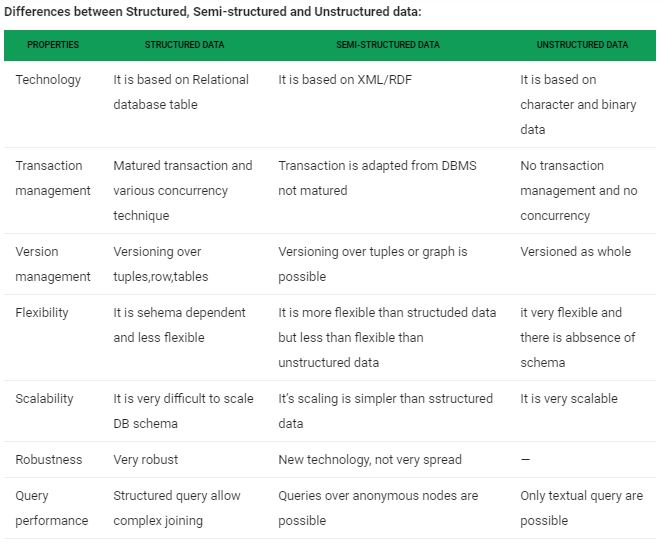 Differences between Structured, Semi-structured and Unstructured data:
PROPERTIES STRUCTURED DATA SEMI-STRUCTURED DATA UNSTRUCTURED DATA
Technology It is based on Relational It is based on XML/RDF It is based on
database table character and binary
data
Transaction Matured transaction and Transaction is adapted from DBMS No transaction
management various concurrency not matured management and no
technique concurrency
Version Versioning over Versioning over tuples or graph is Versioned as whole
management tuples,row,tables possible
Flexibility It is sehema dependent It is more flexible than structuded data it very flexible and
and less flexible but less than flexible than there is abbsence of
unstructured data schema
Scalability It is very difficult to scale It's scaling is simpler than sstructured It is very scalable
DB schema data
Robustness Very robust New technology, not very spread —
Query Structured query allow Queries over anonymous nodes are Only textual query are
performance complex joining possible possible